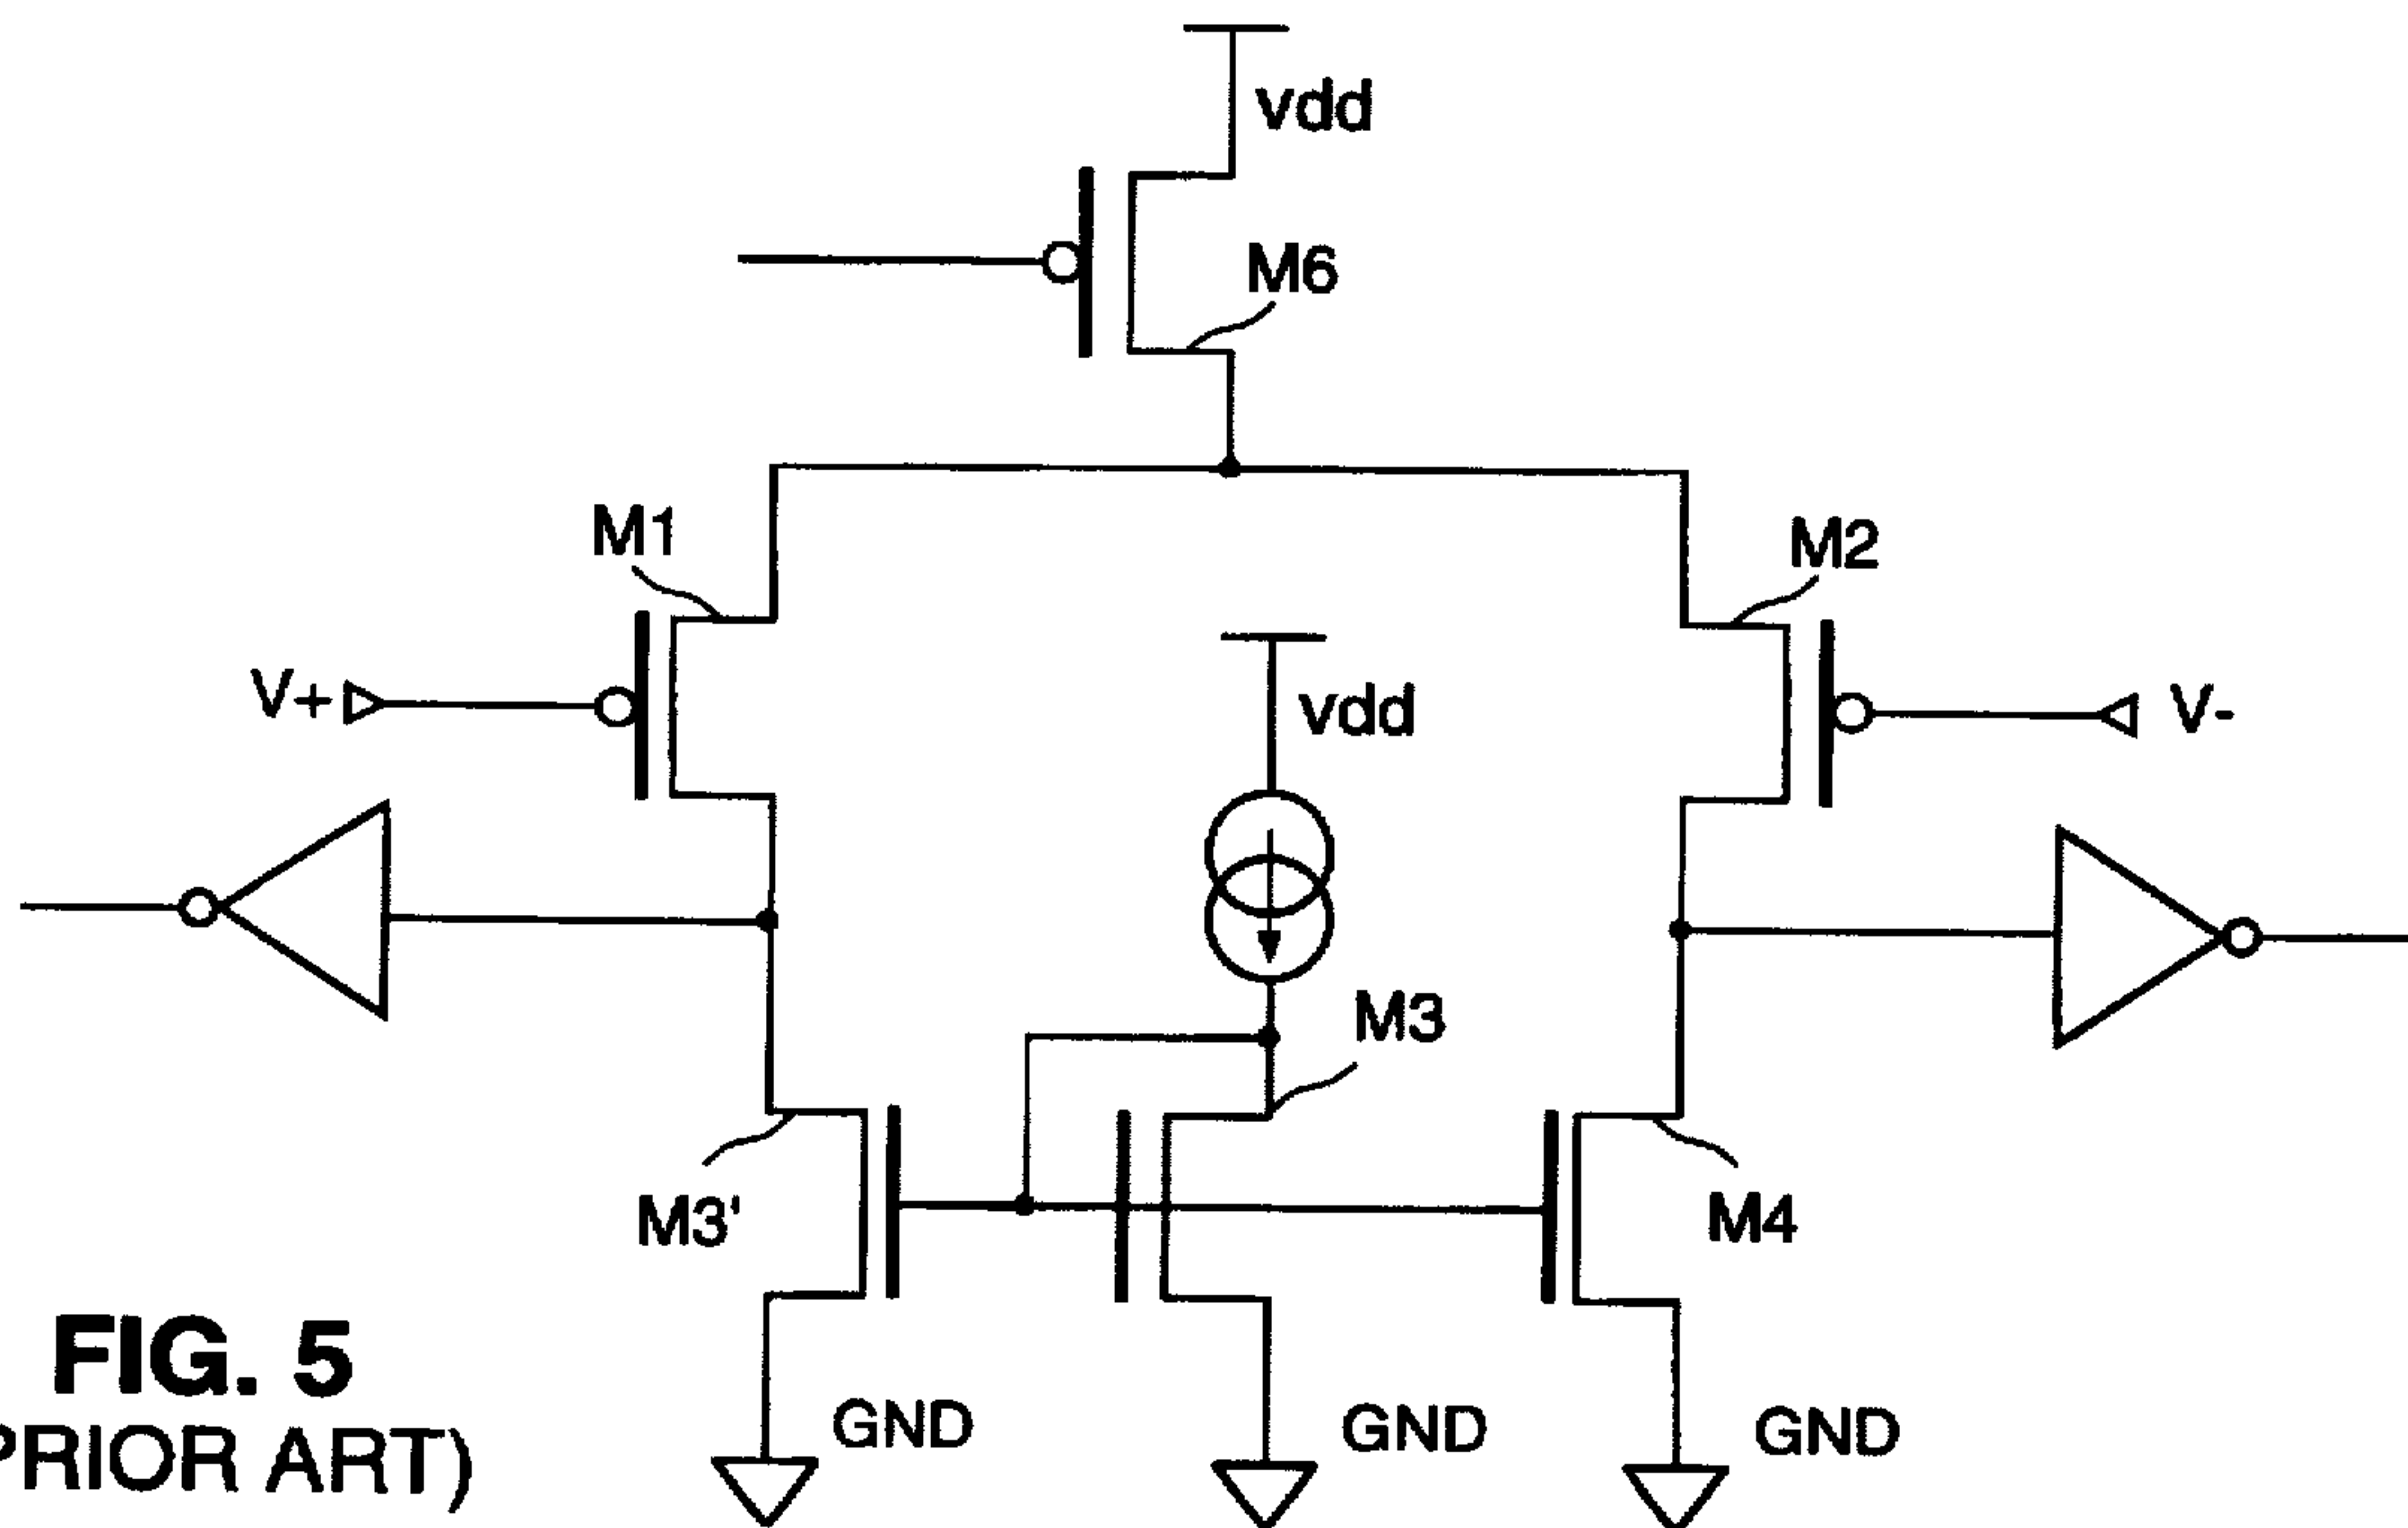 vdd
M6
M1
M2
V+
vdd
V-
M3
M3'
M4
FIG. 5
PRIOR ART)
GND
GND
GND